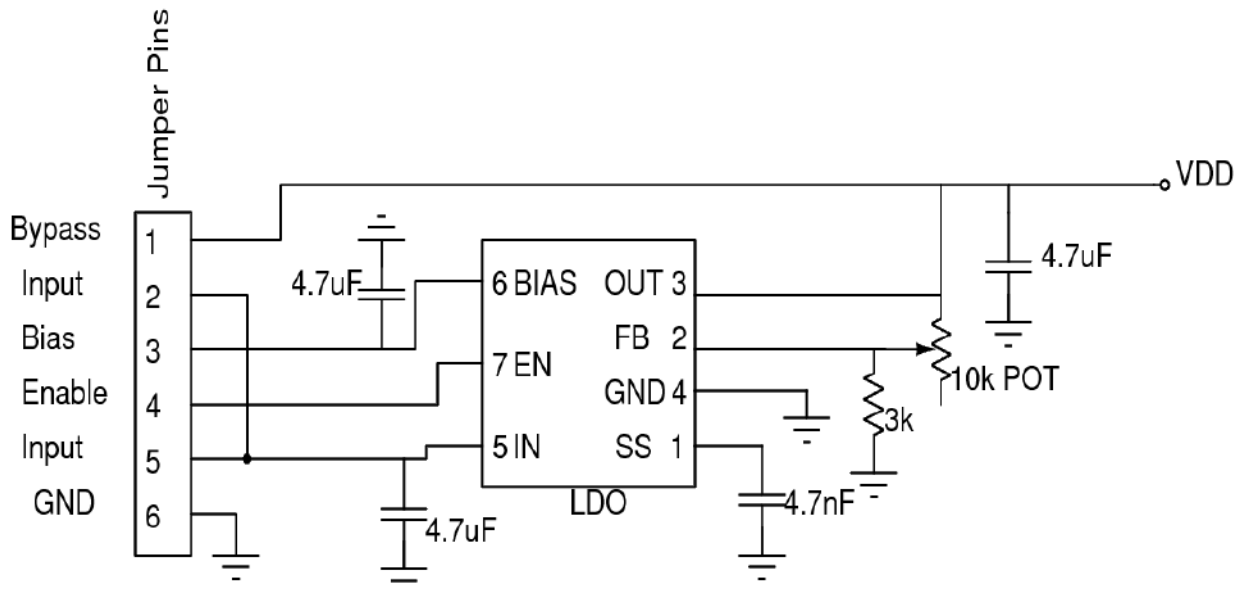 Jumper Pins
VDD
Bypass 1
4.7uF
Input 2
4.7uF
6 BIAS OUT 3
Bias 3
FB 2
7 EN
10k POT
Enable 4
GND 4
3k
Input 5
5 IN SS 1
GND 6
LDO
4.7nF
4.7uF